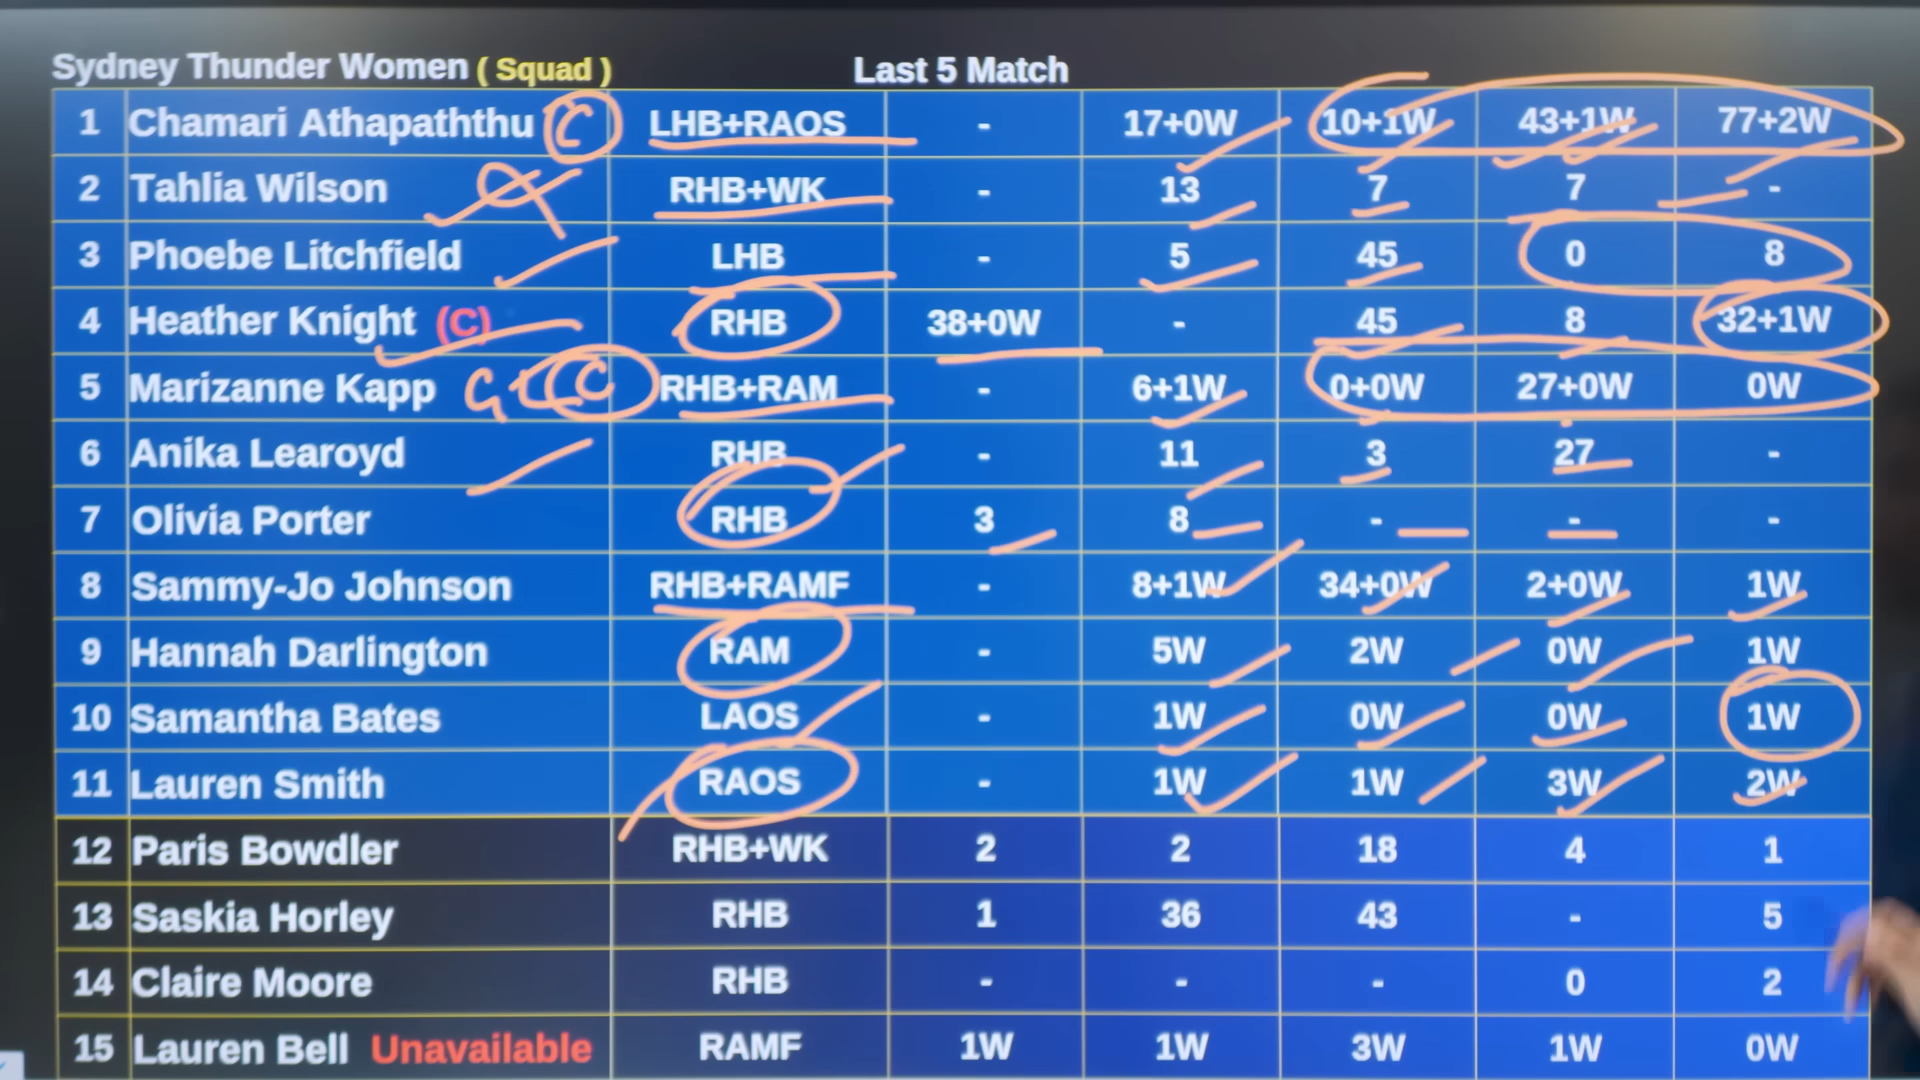 Sydney Thunder Women ( Squad ) Last 5 Match
1 Chamari Athapaththu C LHB+RAOS - 17+0W 10+1W 43+1W 77+2W
2 Tahlia Wilson RHB+WK - 13 7 7 -
3 Phoebe Litchfield LHB - 5 45 0 8
4 Heather Knight (C) RHB 38+0W - 45 8 32+1W
5 Marizanne Kapp C RHB+RAM - 6+1W 0+0W 27+0W 0W
6 Anika Learoyd RHB - 11 3 27 -
7 Olivia Porter RHB 3 8 - - -
8 Sammy-Jo Johnson RHB+RAMF - 8+1W 34+0W 2+0W 1W
9 Hannah Darlington RAM - 5W 2W 0W 1W
10 Samantha Bates LAOS - 1W 0W 0W 1W
11 Lauren Smith RAOS - 1W 1W 3W 2W
12 Paris Bowdler RHB+WK 2 2 18 4 1
13 Saskia Horley RHB 1 36 43 - 5
14 Claire Moore RHB - - - 0 2
15 Lauren Bell Unavailable RAMF 1W 1W 3W 1W 0W